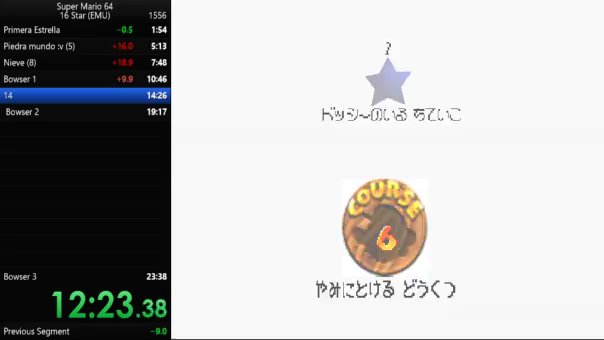 Super Mario 64
16 Star (EMU)
1556
Primera Estrella −0.5 1:54
Piedra mundo :v (5) +16.0 5:13
Nieve (8) +18.9 7:48
Bowser 1 +9.9 10:46
14 14:26
Bowser 2 19:17
Bowser 3 23:38
12:23.38
Previous Segment −9.0
ドッシーのいる ちていこ
COURSE
6
やみにとける どうくつ